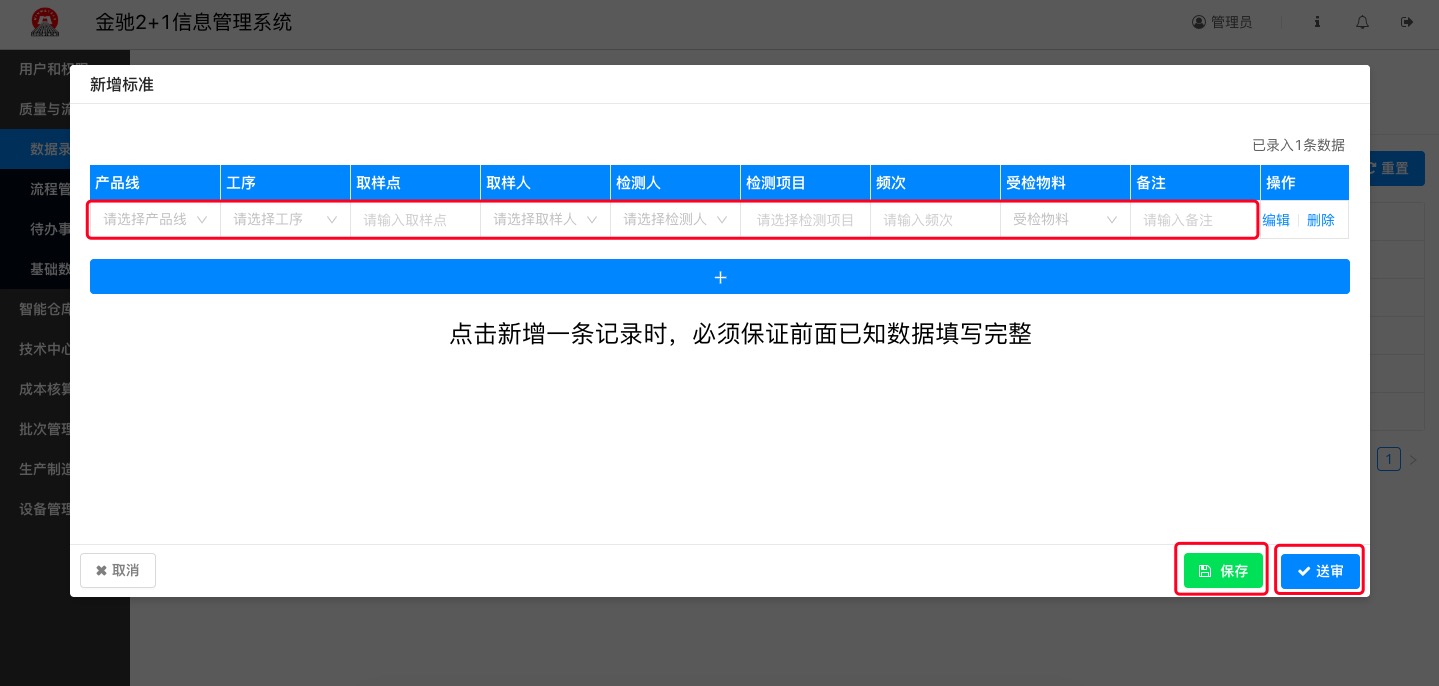 金驰2+1信息管理系统
管理员
用户和权限
新增标准
质量与流
已录入1条数据
数据录
重置
产品线 工序 取样点 取样人 检测人 检测项目 频次 受检物料 备注 操作
流程管
请选择产品线 请选择工序 请输入取样点 请选择取样人 请选择检测人 请选择检测项目 请输入频次 受检物料 请输入备注 编辑 删除
待办事
基础数
+
智能仓库
点击新增一条记录时，必须保证前面已知数据填写完整
技术中心
成本核算
批次管理
生产制造
1
设备管理
取消
保存
送审